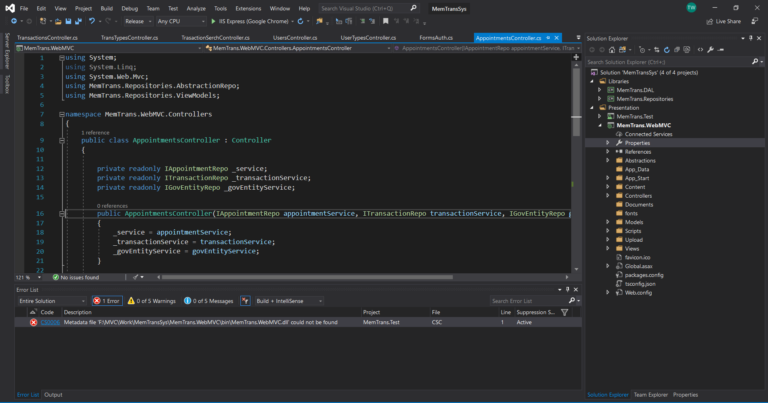 File Edit View Project Build Debug Team Test Analyze Tools Extensions Window Help Search Visual Studio (Ctrl+Q) MemTransSys TW
Release Any CPU IIS Express (Google Chrome) Live Share
Server Explorer
Toolbox
TransactionsController.cs TransTypesController.cs TrasactionSerchController.cs UsersController.cs UserTypesController.cs FormsAuth.cs AppointmentsController.cs
MemTrans.WebMVC MemTrans.WebMVC.Controllers.AppointmentsController AppointmentsController(IAppointmentRepo appointmentService, ITran
1 using System;
2 using System.Linq;
3 using System.Web.Mvc;
4 using MemTrans.Repositories.AbstractionRepo;
5 using MemTrans.Repositories.ViewModels;
6
7 namespace MemTrans.WebMVC.Controllers
8 {
1 reference
9 public class AppointmentsController : Controller
10 {
11
12 private readonly IAppointmentRepo _service;
13 private readonly ITransactionRepo _transactionService;
14 private readonly IGovEntityRepo _govEntityService;
15
0 references
16 public AppointmentsController(IAppointmentRepo appointmentService, ITransactionRepo transactionService, IGovEntityRepo
17 {
18 _service = appointmentService;
19 _transactionService = transactionService;
20 _govEntityService = govEntityService;
21 }
22
121 % No issues found
Error List
Entire Solution 1 Error 0 of 5 Warnings 0 of 5 Messages Build + IntelliSense Search Error List
Code Description Project File Line Suppression S...
Metadata file 'F:\MVC\Work\MemTransSys\MemTrans.WebMVC\bin\MemTrans.WebMVC.dll' could not be found MemTrans.Test CSC 1 Active
Error List Output
Solution Explorer
Search Solution Explorer (Ctrl+;)
Solution 'MemTransSys' (4 of 4 projects)
Libraries
MemTrans.DAL
MemTrans.Repositories
Presentation
MemTrans.Test
MemTrans.WebMVC
Connected Services
Properties
References
Abstractions
App_Data
App_Start
Content
Controllers
Documents
fonts
Models
Scripts
Upload
Views
favicon.ico
Global.asax
packages.config
tsconfig.json
Web.config
Solution Explorer Team Explorer Properties